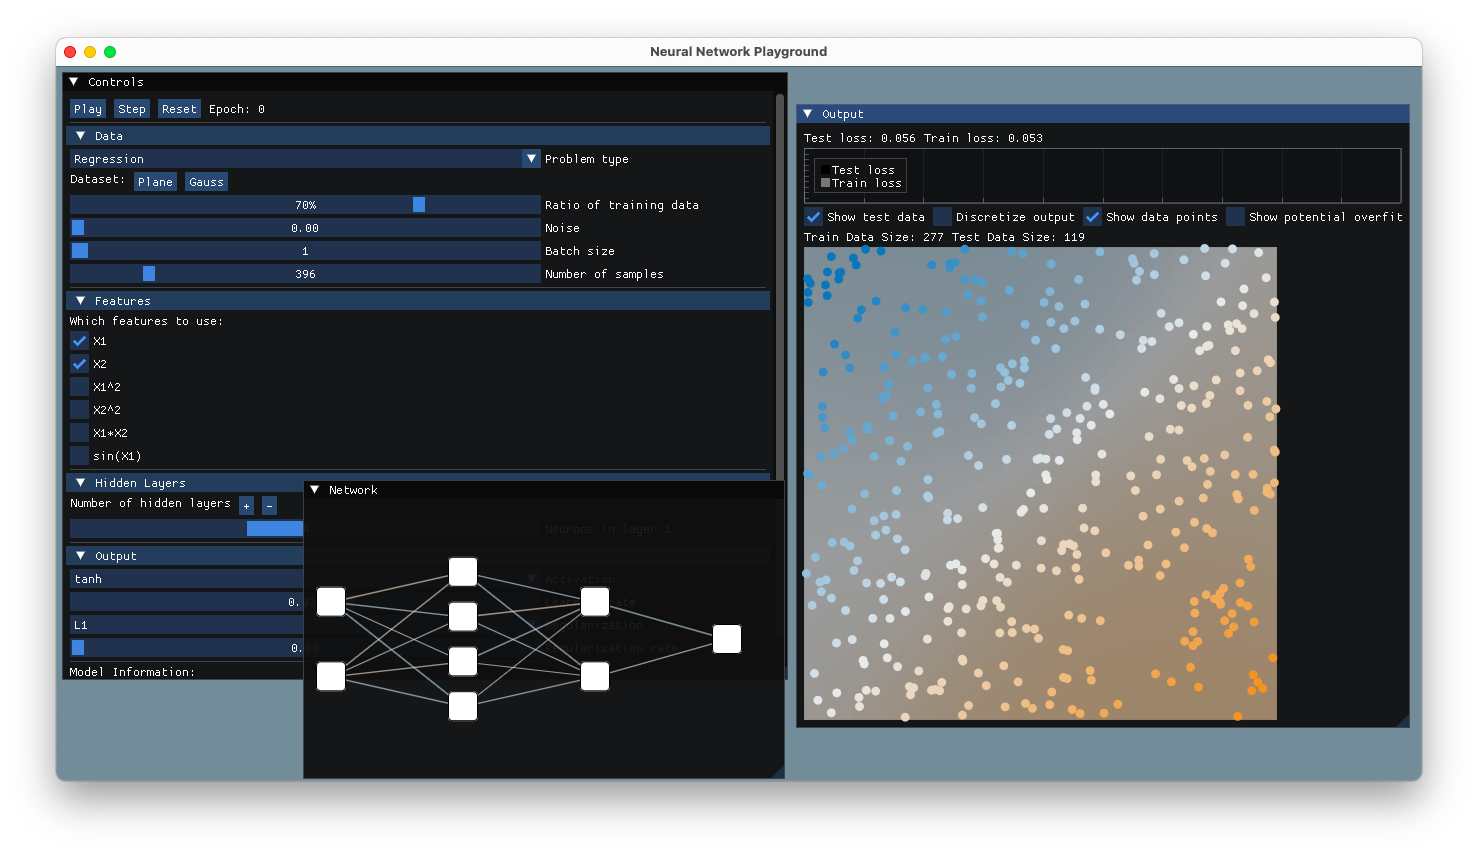 Neural Network Playground
Controls
Play Step Reset Epoch: 0
Data
Regression Problem type
Dataset: Plane Gauss
70% Ratio of training data
0.00 Noise
1 Batch size
396 Number of samples
Features
Which features to use:
X1
X2
X1^2
X2^2
X1*X2
sin(X1)
Hidden Layers
Number of hidden layers + -
Neurons in layer 1
Output
tanh Activation
0.
L1
0. Regularization rate
Model Information:
Network
Output
Test loss: 0.056 Train loss: 0.053
Test loss
Train loss
Show test data Discretize output Show data points Show potential overfit
Train Data Size: 277 Test Data Size: 119